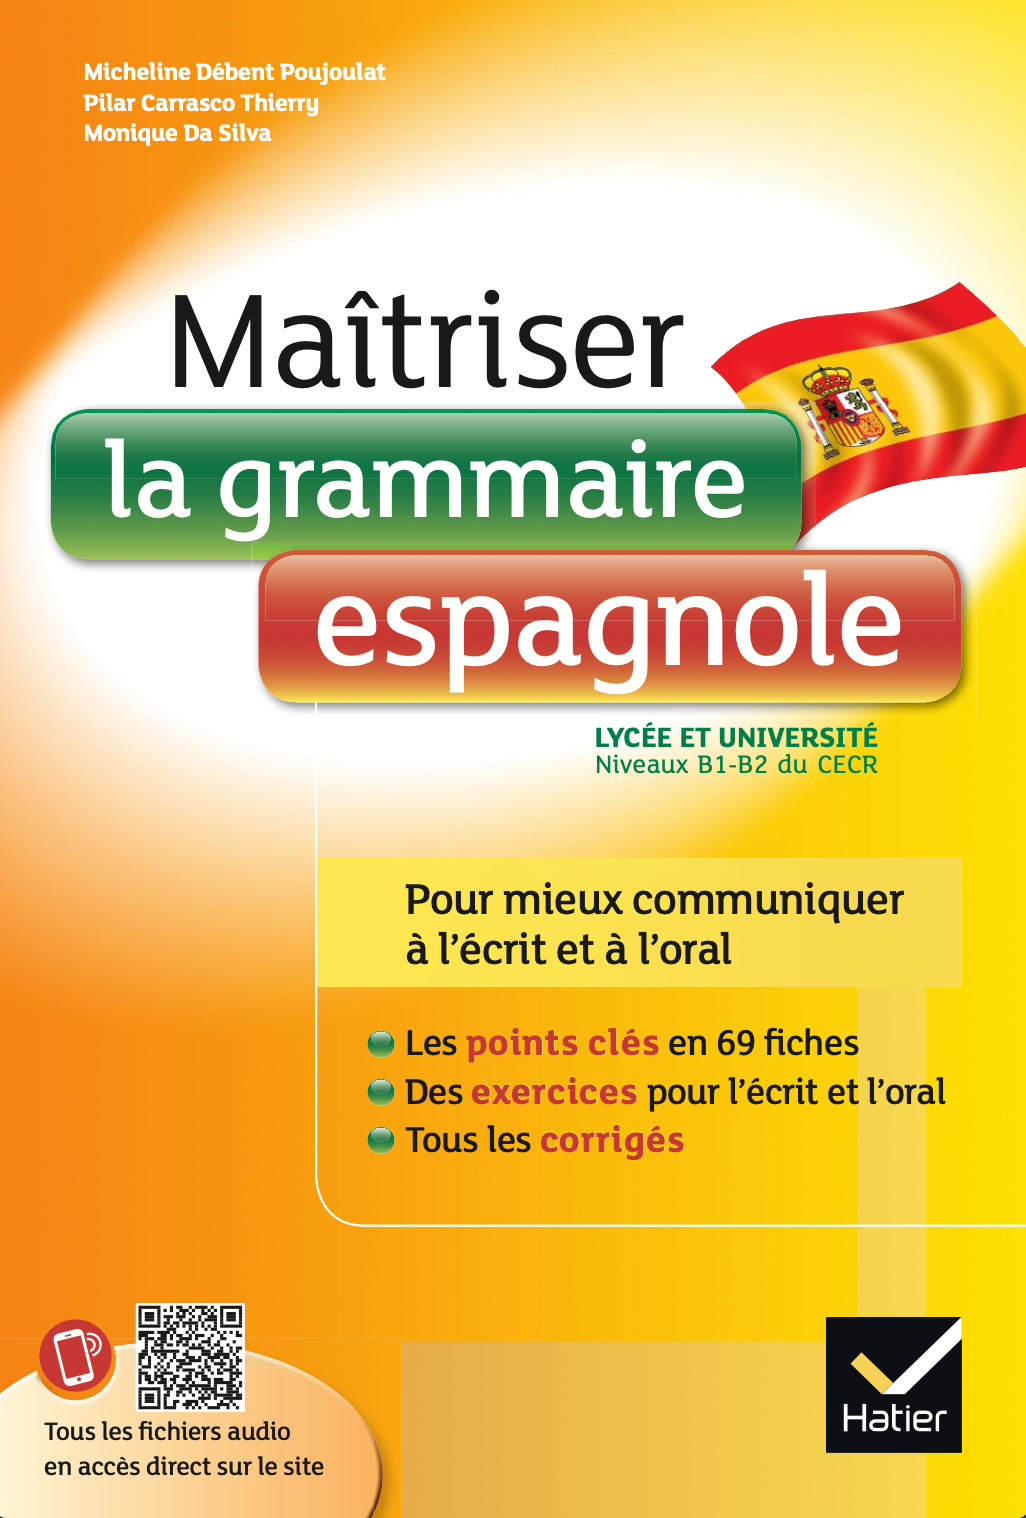 Micheline Débent Poujoulat
Pilar Carrasco Thierry
Monique Da Silva
Maîtriser
la grammaire
espagnole
LYCÉE ET UNIVERSITÉ
Niveaux B1-B2 du CECR
Pour mieux communiquer
à l’écrit et à l’oral
Les points clés en 69 fiches
Des exercices pour l’écrit et l’oral
Tous les corrigés
Tous les fichiers audio
en accès direct sur le site
Hatier